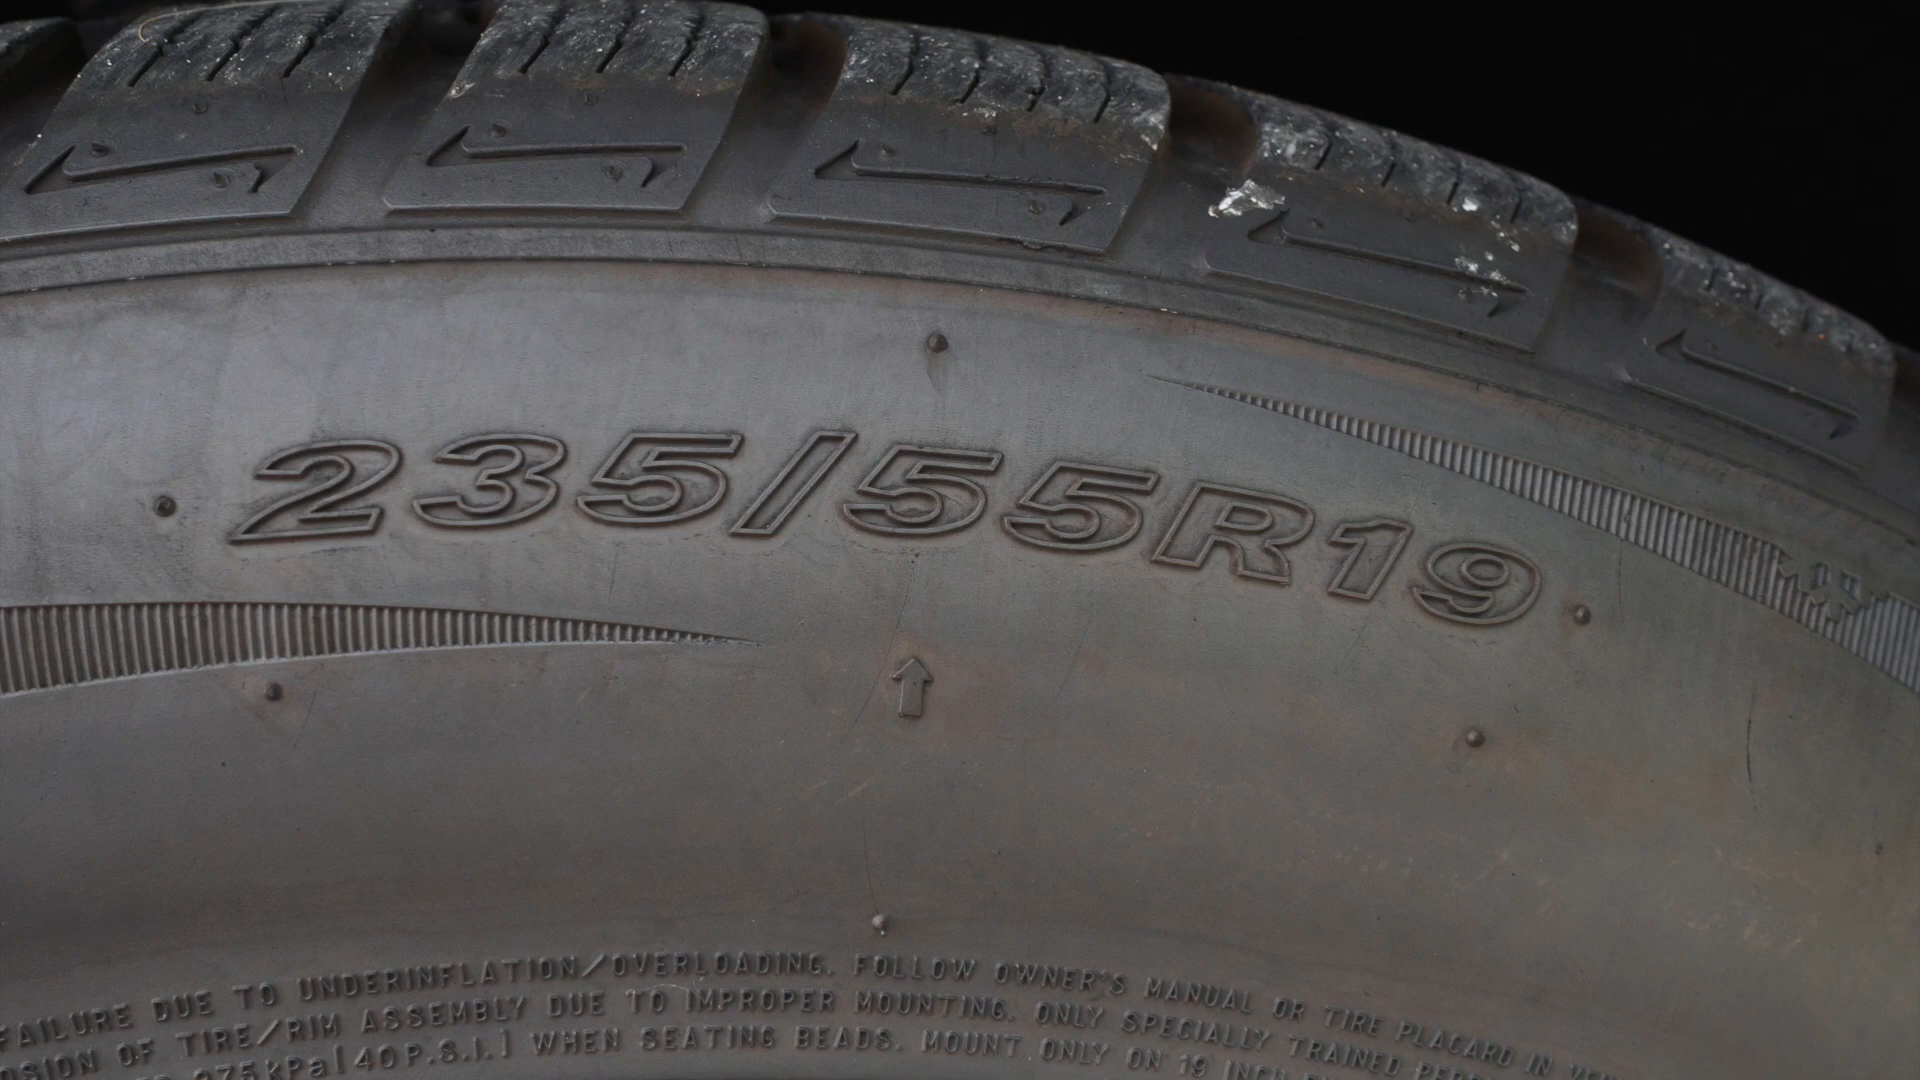 235/55R19
FAILURE DUE TO UNDERINFLATION/OVERLOADING. FOLLOW OWNER'S MANUAL OR TIRE PLACARD IN
OF TIRE/RIM ASSEMBLY DUE TO IMPROPER MOUNTING. ONLY SPECIALLY TRAINED
275kPa[40P.S.I.] WHEN SEATING BEADS. MOUNT ONLY ON 19 INCH